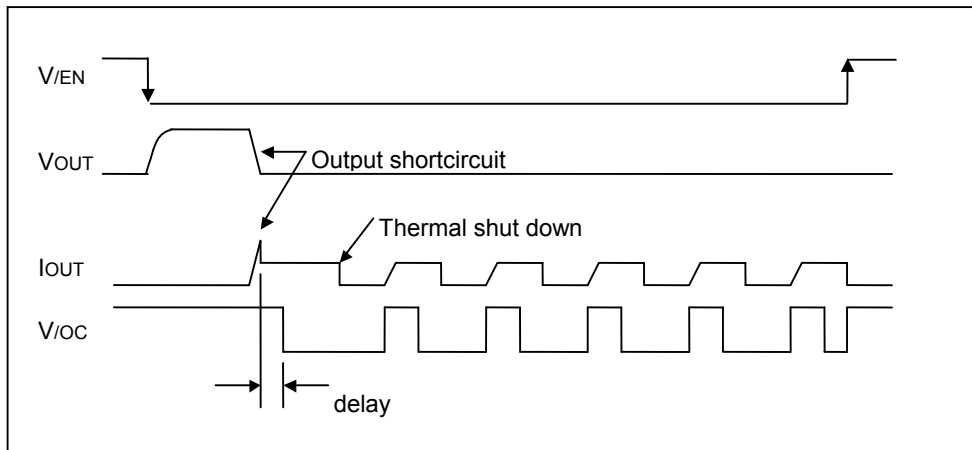 V/EN
VOUT
Output shortcircuit
Thermal shut down
IOUT
V/OC
delay